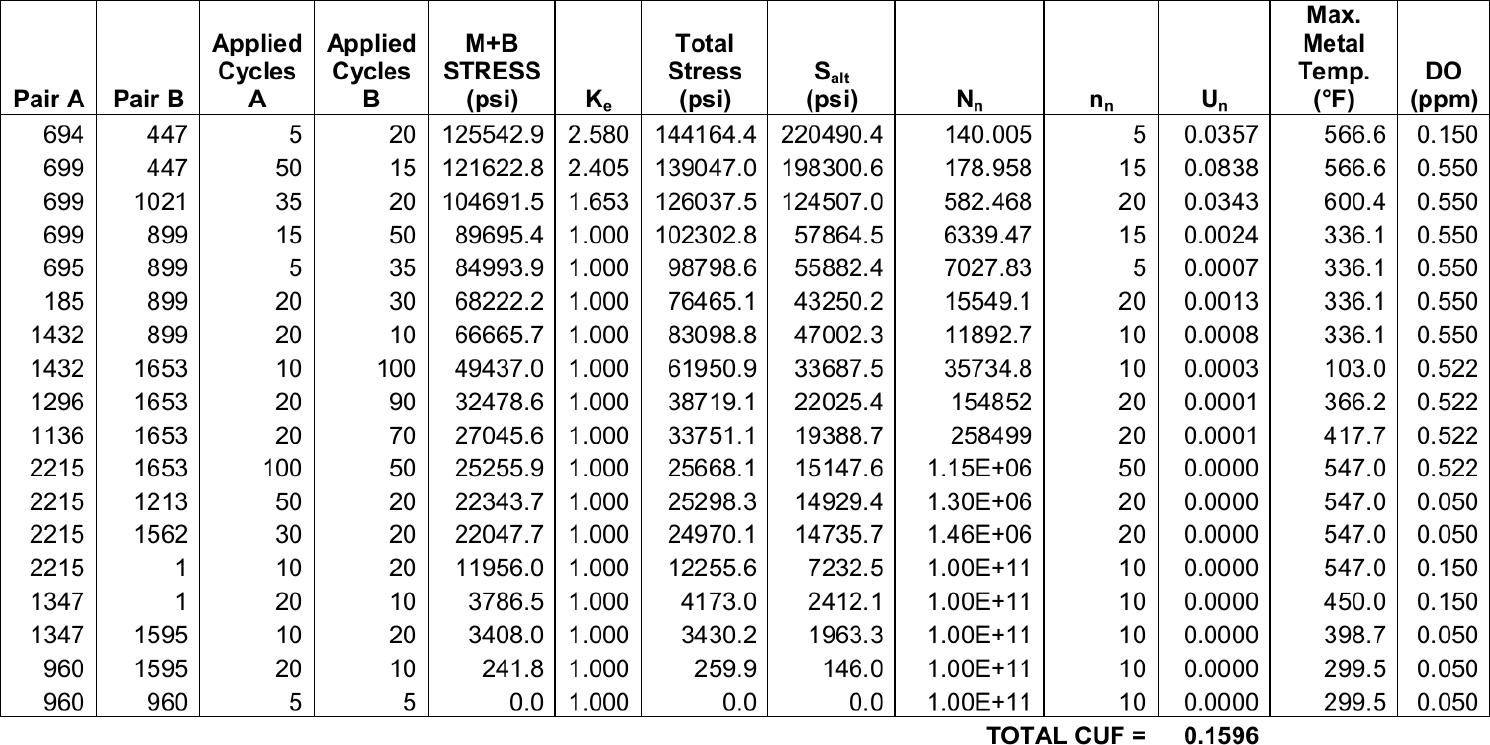 Max.
Applied Applied M+B Total Metal
Cycles Cycles STRESS Stress Salt Temp. DO
Pair A Pair B A B (psi) Ke (psi) (psi) Nn nn Un (°F) (ppm)
694 447 5 20 125542.9 2.580 144164.4 220490.4 140.005 5 0.0357 566.6 0.150
699 447 50 15 121622.8 2.405 139047.0 198300.6 178.958 15 0.0838 566.6 0.550
699 1021 35 20 104691.5 1.653 126037.5 124507.0 582.468 20 0.0343 600.4 0.550
699 899 15 50 89695.4 1.000 102302.8 57864.5 6339.47 15 0.0024 336.1 0.550
695 899 5 35 84993.9 1.000 98798.6 55882.4 7027.83 5 0.0007 336.1 0.550
185 899 20 30 68222.2 1.000 76465.1 43250.2 15549.1 20 0.0013 336.1 0.550
1432 899 20 10 66665.7 1.000 83098.8 47002.3 11892.7 10 0.0008 336.1 0.550
1432 1653 10 100 49437.0 1.000 61950.9 33687.5 35734.8 10 0.0003 103.0 0.522
1296 1653 20 90 32478.6 1.000 38719.1 22025.4 154852 20 0.0001 366.2 0.522
1136 1653 20 70 27045.6 1.000 33751.1 19388.7 258499 20 0.0001 417.7 0.522
2215 1653 100 50 25255.9 1.000 25668.1 15147.6 1.15E+06 50 0.0000 547.0 0.522
2215 1213 50 20 22343.7 1.000 25298.3 14929.4 1.30E+06 20 0.0000 547.0 0.050
2215 1562 30 20 22047.7 1.000 24970.1 14735.7 1.46E+06 20 0.0000 547.0 0.050
2215 1 10 20 11956.0 1.000 12255.6 7232.5 1.00E+11 10 0.0000 547.0 0.150
1347 1 20 10 3786.5 1.000 4173.0 2412.1 1.00E+11 10 0.0000 450.0 0.150
1347 1595 10 20 3408.0 1.000 3430.2 1963.3 1.00E+11 10 0.0000 398.7 0.050
960 1595 20 10 241.8 1.000 259.9 146.0 1.00E+11 10 0.0000 299.5 0.050
960 960 5 5 0.0 1.000 0.0 0.0 1.00E+11 10 0.0000 299.5 0.050
TOTAL CUF = 0.1596